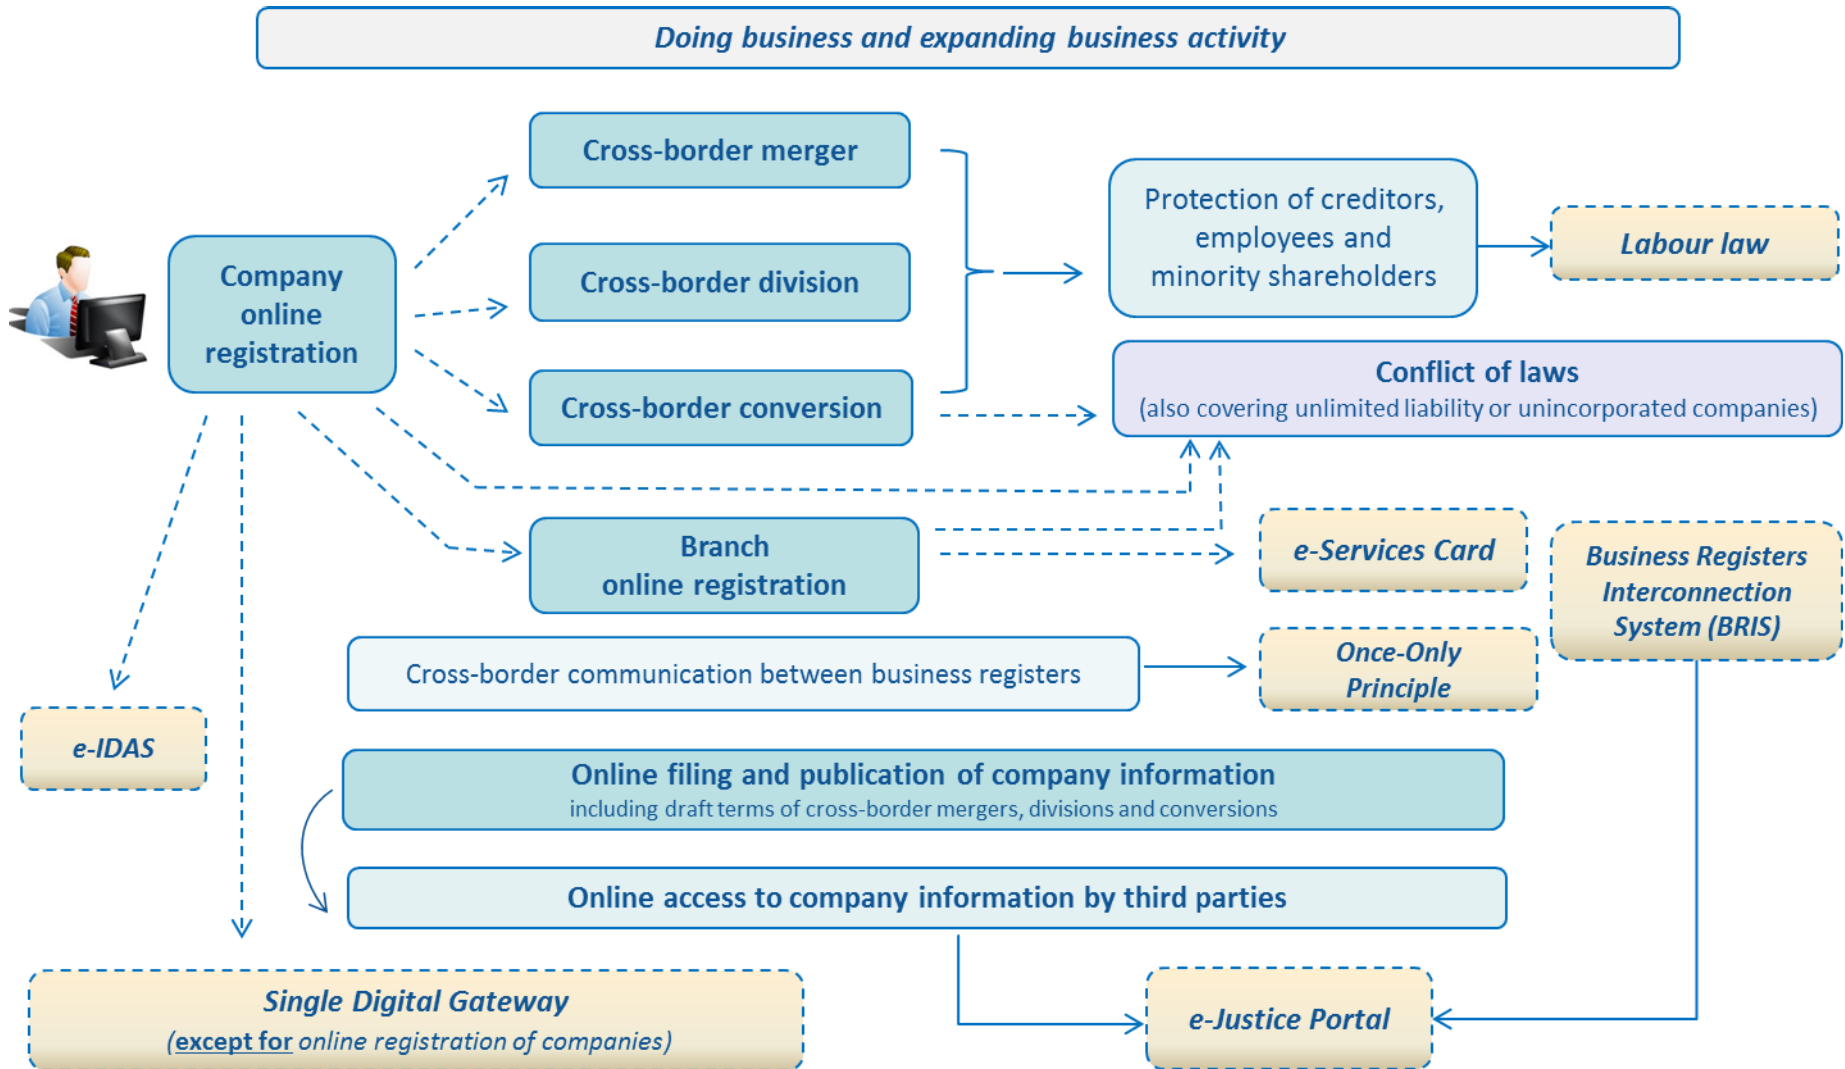 Doing business and expanding business activity
Cross-border merger
Protection of creditors,
employees and
minority shareholders
Labour law
Company
online
registration
Cross-border division
Cross-border conversion
Conflict of laws
(also covering unlimited liability or unincorporated companies)
Branch
online registration
e-Services Card
Business Registers
Interconnection
System (BRIS)
Cross-border communication between business registers
Once-Only
Principle
e-IDAS
Online filing and publication of company information
including draft terms of cross-border mergers, divisions and conversions
Online access to company information by third parties
Single Digital Gateway
(except for online registration of companies)
e-Justice Portal